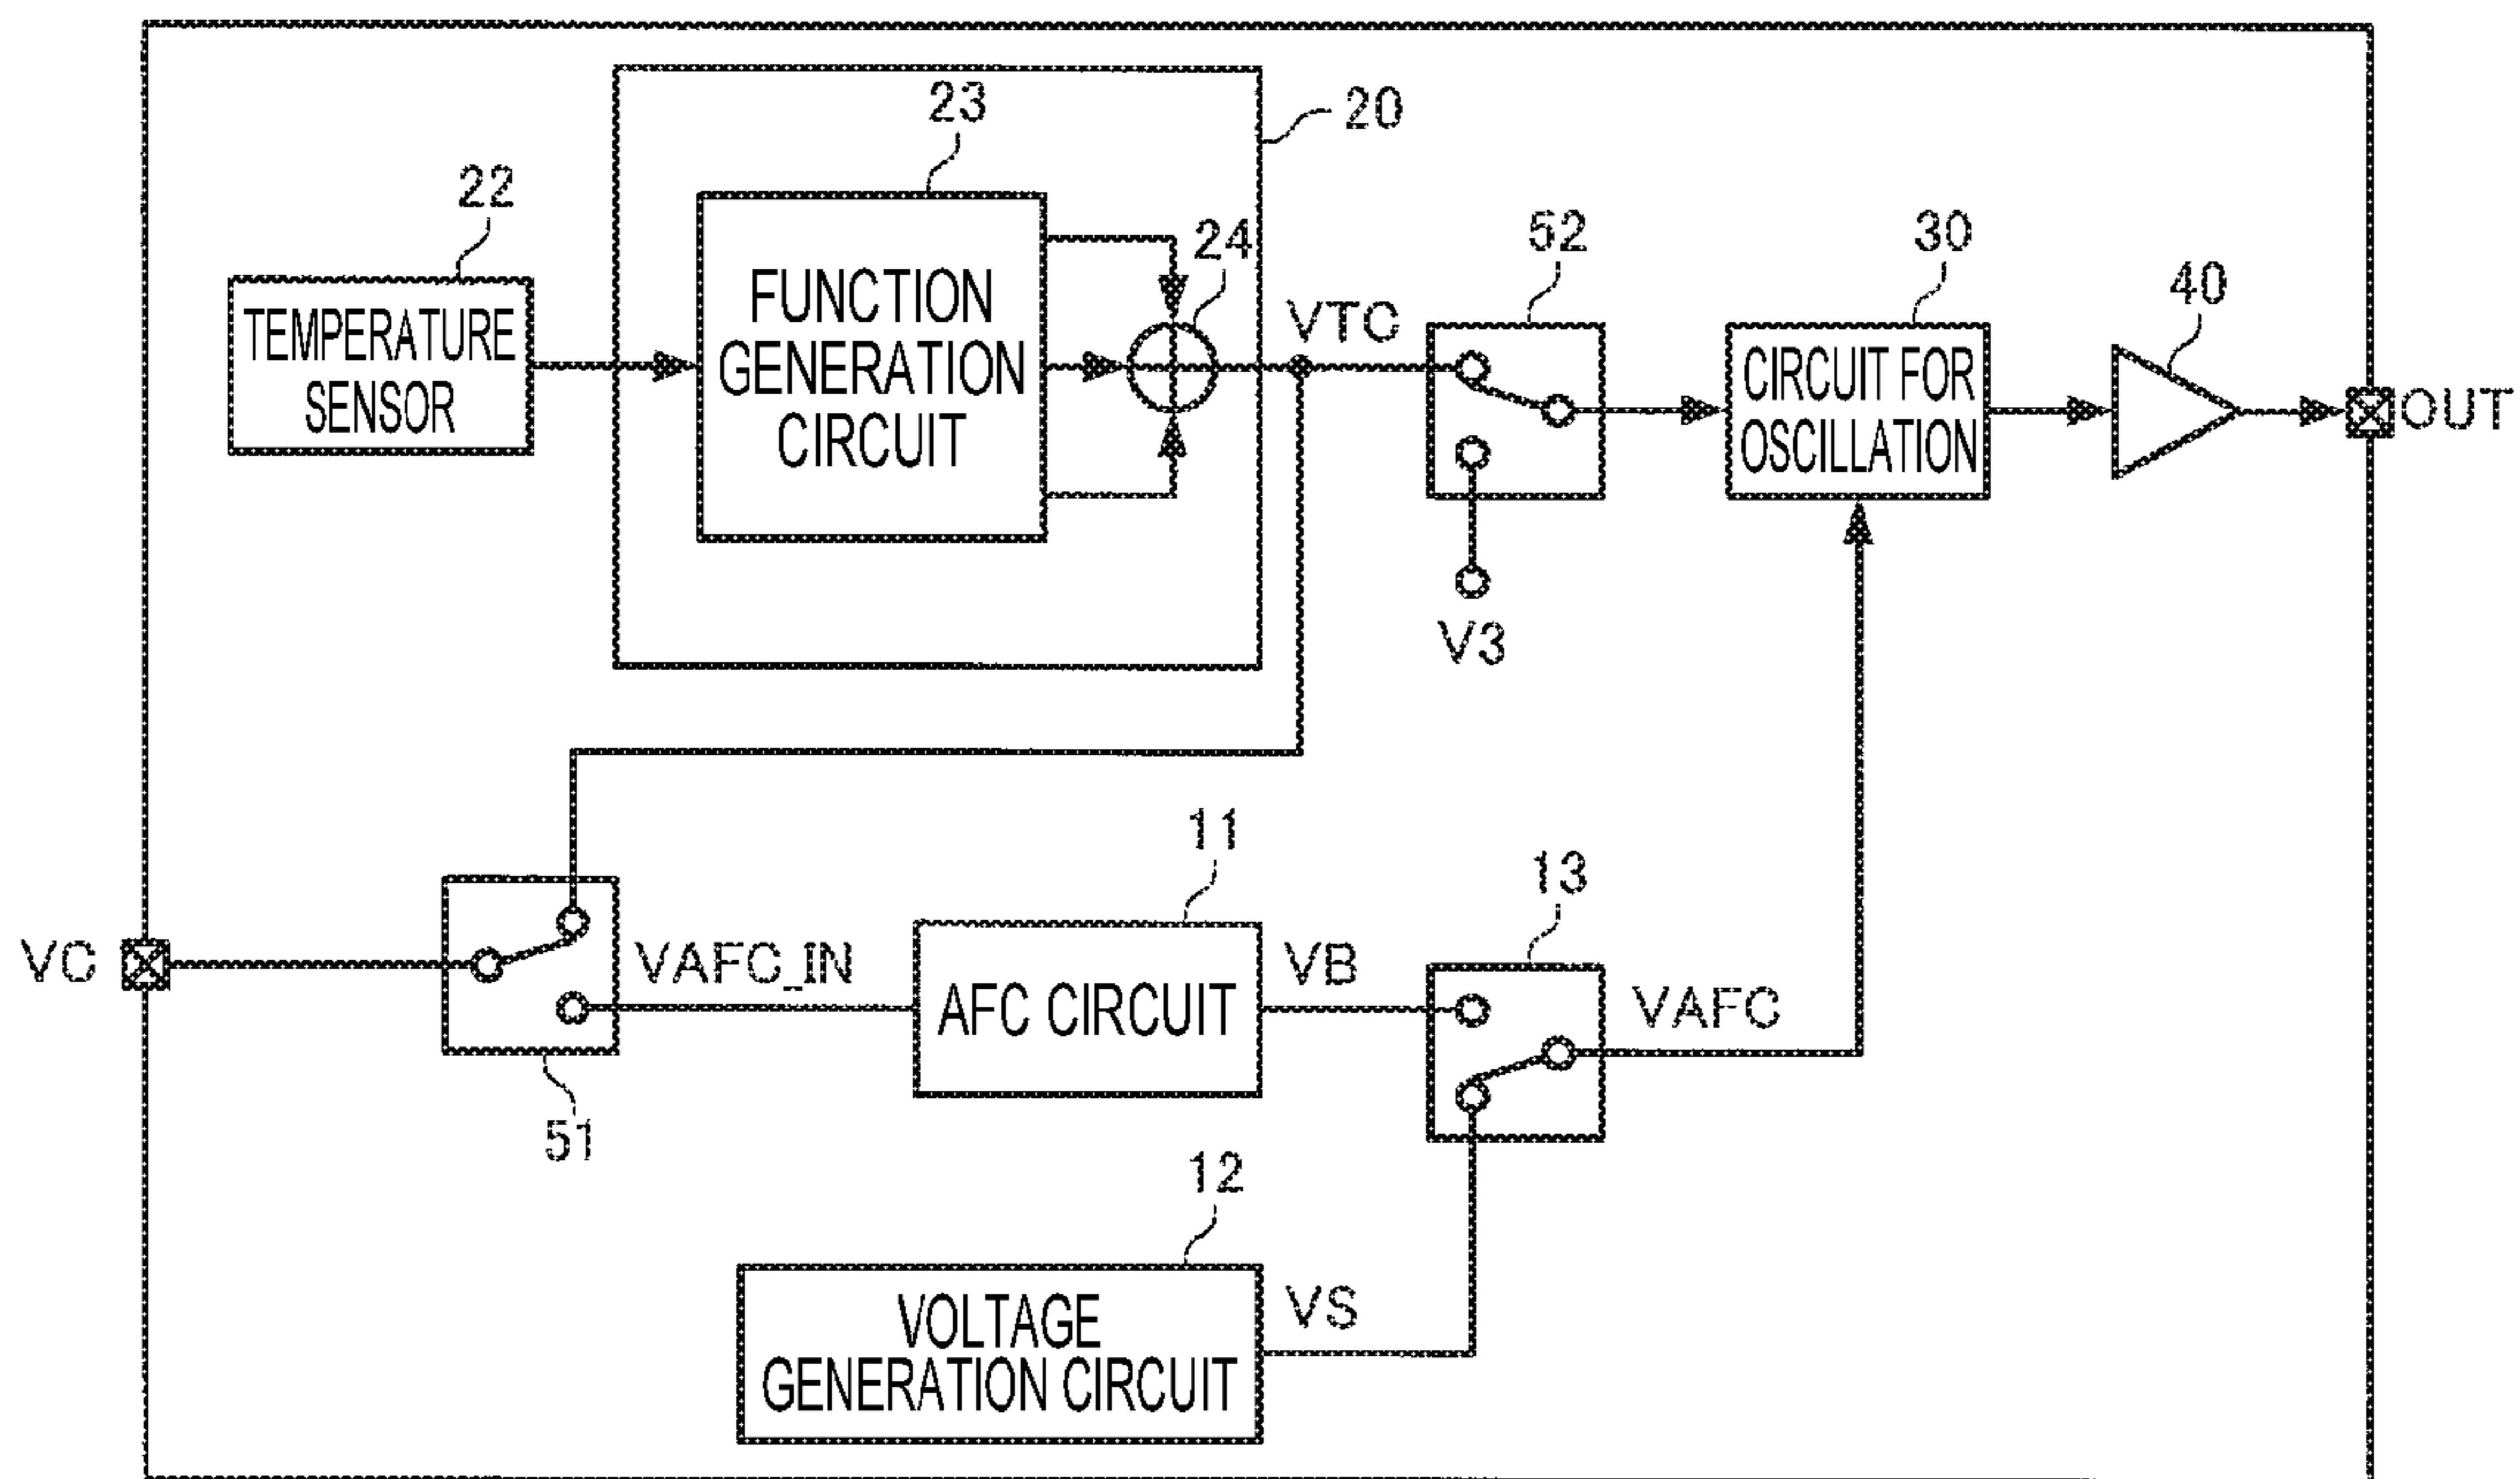 23
20
22
24
52
30
40
TEMPERATURE
SENSOR
FUNCTION
GENERATION
CIRCUIT
VTC
CIRCUIT FOR
OSCILLATION
OUT
V3
11
13
VC
VAFC_IN
AFC CIRCUIT
VB
VAFC
51
12
VOLTAGE
GENERATION CIRCUIT
VS